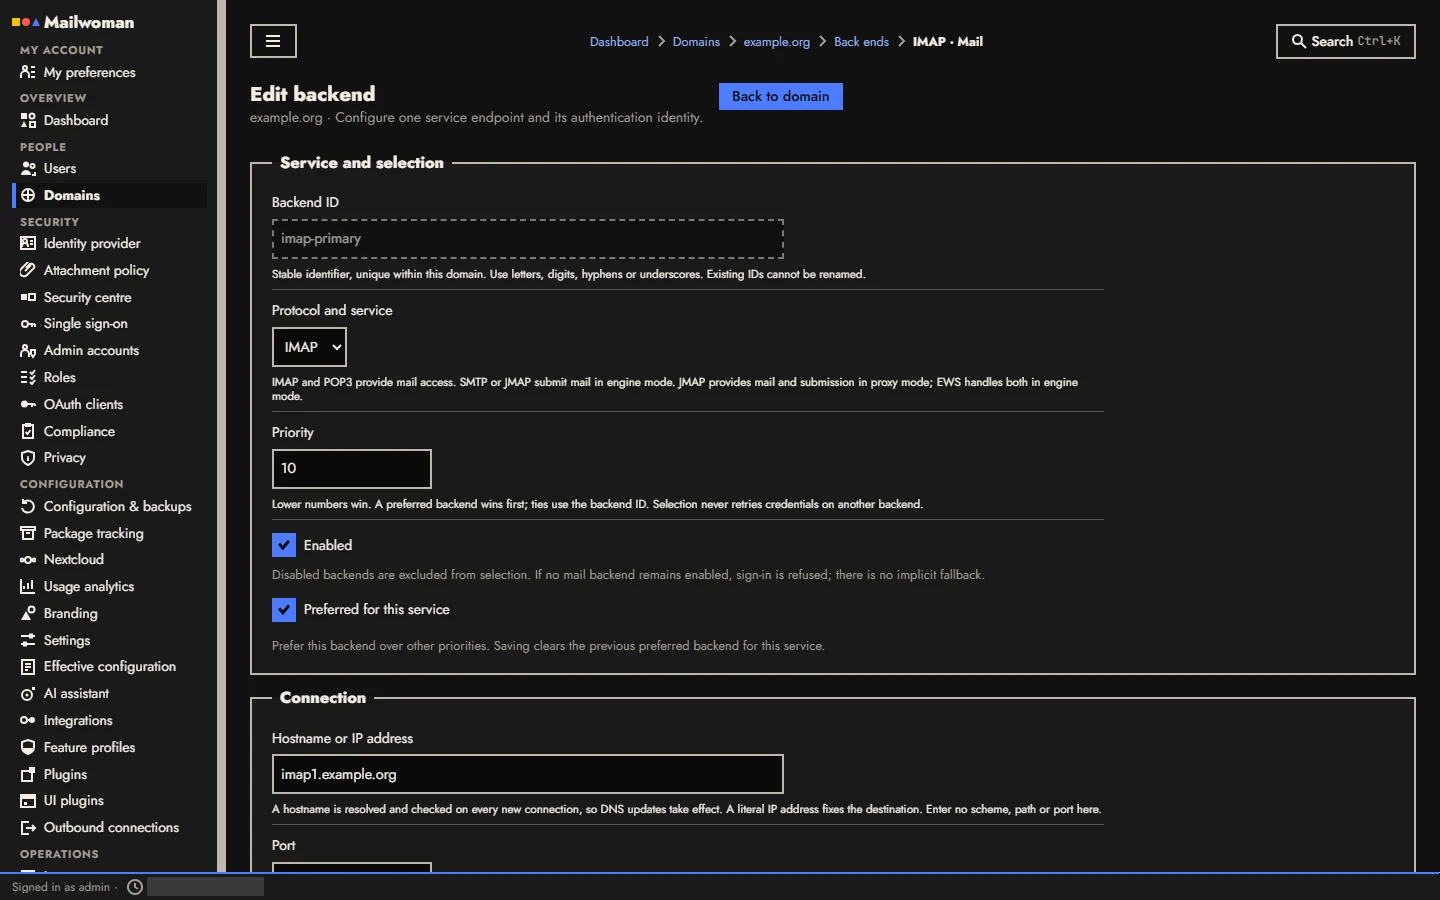 Mailwoman
MY ACCOUNT
My preferences
OVERVIEW
Dashboard
PEOPLE
Users
Domains
SECURITY
Identity provider
Attachment policy
Security centre
Single sign-on
Admin accounts
Roles
OAuth clients
Compliance
Privacy
CONFIGURATION
Configuration & backups
Package tracking
Nextcloud
Usage analytics
Branding
Settings
Effective configuration
AI assistant
Integrations
Feature profiles
Plugins
UI plugins
Outbound connections
OPERATIONS
Dashboard > Domains > example.org > Back ends > IMAP · Mail
Search Ctrl+K
Edit backend
Back to domain
example.org · Configure one service endpoint and its authentication identity.
Service and selection
Backend ID
imap-primary
Stable identifier, unique within this domain. Use letters, digits, hyphens or underscores. Existing IDs cannot be renamed.
Protocol and service
IMAP
IMAP and POP3 provide mail access. SMTP or JMAP submit mail in engine mode. JMAP provides mail and submission in proxy mode; EWS handles both in engine
mode.
Priority
10
Lower numbers win. A preferred backend wins first; ties use the backend ID. Selection never retries credentials on another backend.
Enabled
Disabled backends are excluded from selection. If no mail backend remains enabled, sign-in is refused; there is no implicit fallback.
Preferred for this service
Prefer this backend over other priorities. Saving clears the previous preferred backend for this service.
Connection
Hostname or IP address
imap1.example.org
A hostname is resolved and checked on every new connection, so DNS updates take effect. A literal IP address fixes the destination. Enter no scheme, path or port here.
Port
Signed in as admin ·